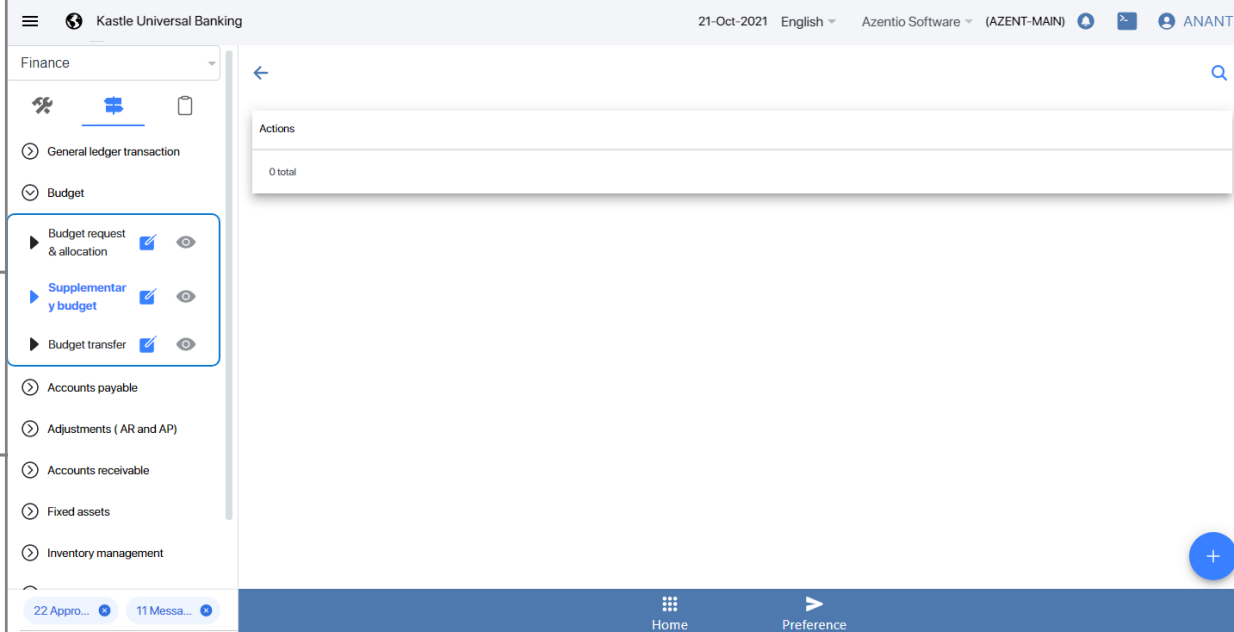 Kastle Universal Banking
21-Oct-2021 English Azentio Software (AZENT-MAIN) ANANT
Finance
Actions
General ledger transaction
0 total
Budget
Budget request
& allocation
Supplementar
y budget
Budget transfer
Accounts payable
Adjustments ( AR and AP)
Accounts receivable
Fixed assets
Inventory management
+
22 Appro...
11 Messa...
Home
Preference